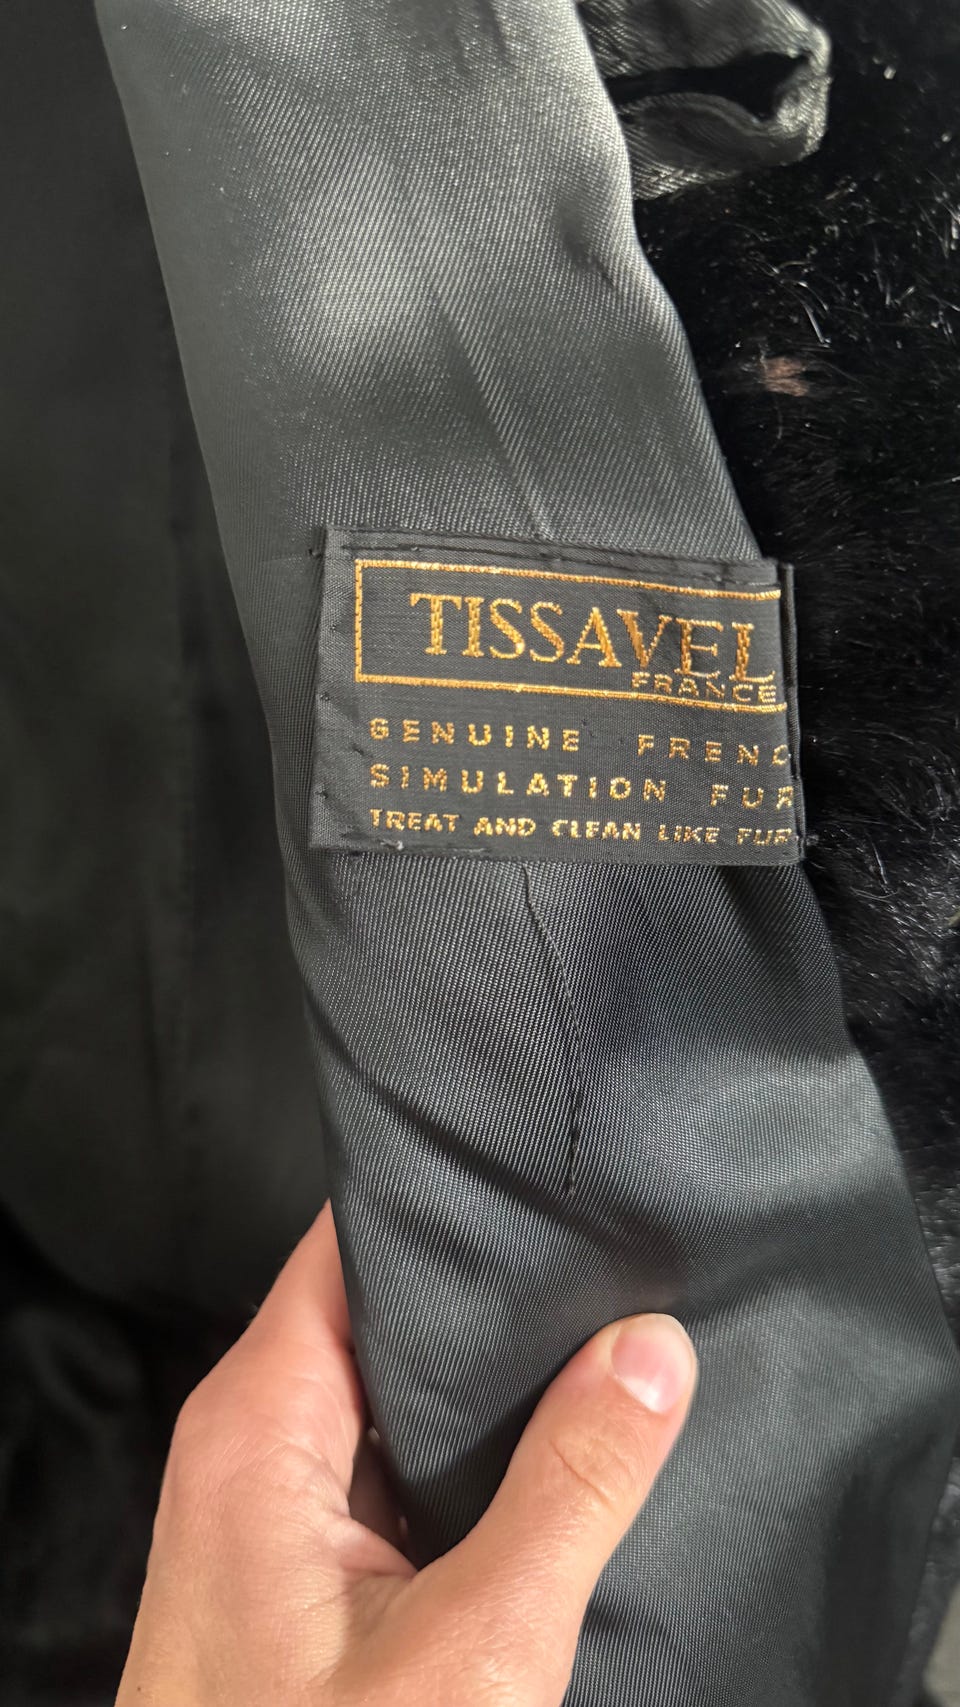 TISSAVEL
FRANCE
GENUINE FRENC
SIMULATION FUR
TREAT AND CLEAN LIKE FUR